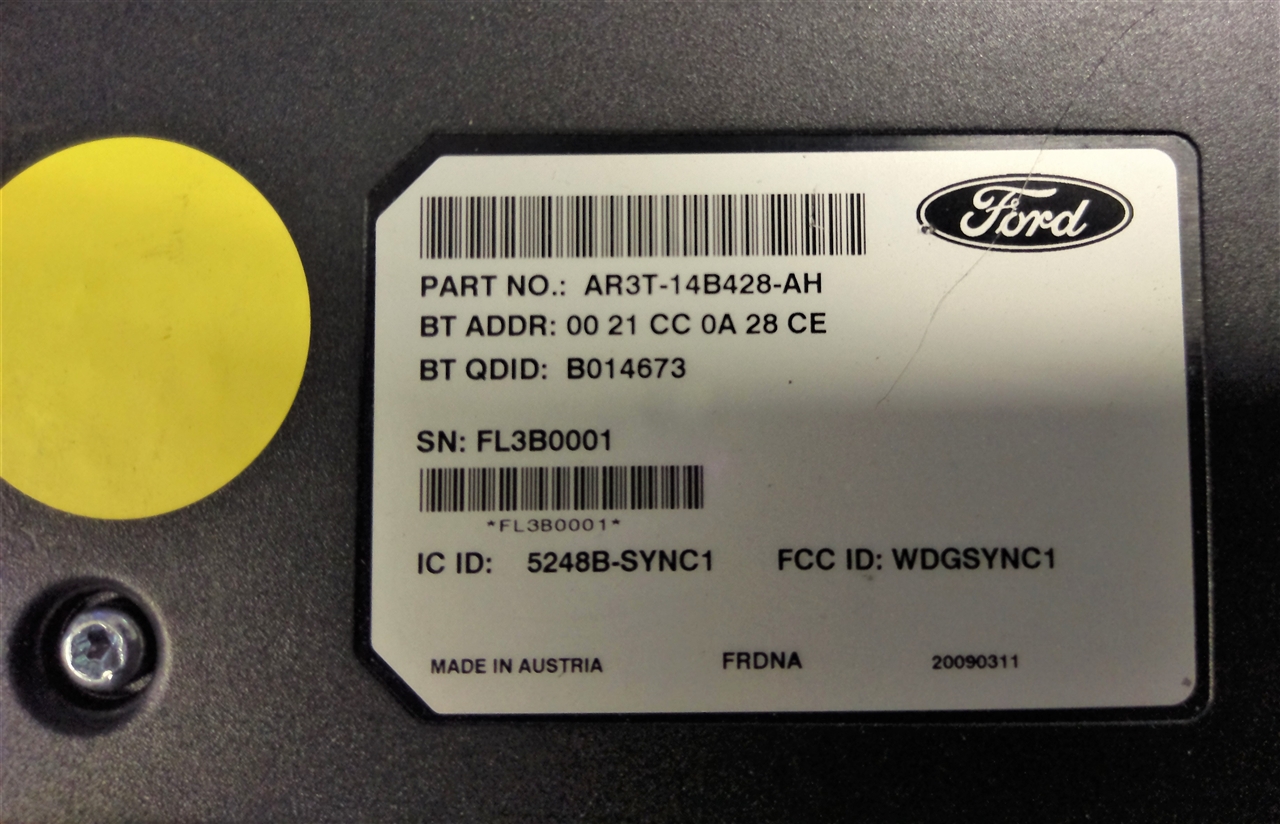 Ford
PART NO.: AR3T-14B428-AH
BT ADDR: 00 21 CC 0A 28 CE
BT QDID: B014673
SN: FL3B0001
*FL3B0001*
IC ID: 5248B-SYNC1 FCC ID: WDGSYNC1
MADE IN AUSTRIA FRDNA 20090311